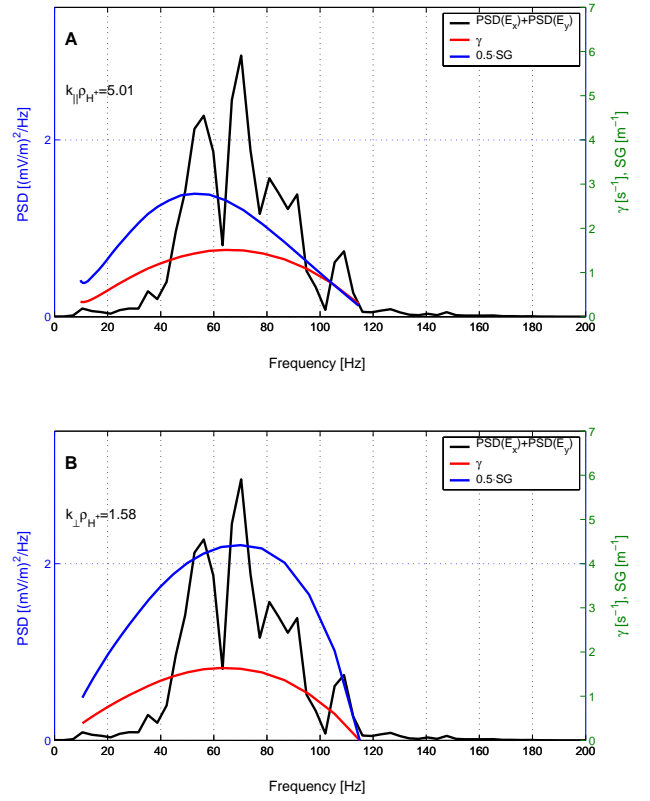 A
k∥ρH+=5.01
PSD(Ex)+PSD(Ey)
γ
0.5·SG
PSD [(mV/m)²/Hz]
2
0
7
6
5
4
3
2
1
0
γ [s⁻¹], SG [m⁻¹]
0 20 40 60 80 100 120 140 160 180 200
Frequency [Hz]
B
k⊥ρH+=1.58
PSD(Ex)+PSD(Ey)
γ
0.5·SG
PSD [(mV/m)²/Hz]
2
0
7
6
5
4
3
2
1
0
γ [s⁻¹], SG [m⁻¹]
0 20 40 60 80 100 120 140 160 180 200
Frequency [Hz]